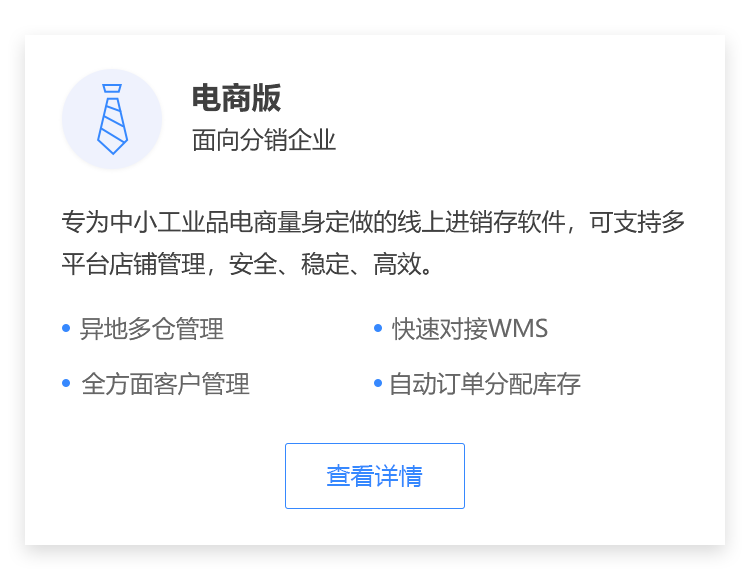 电商版
面向分销企业
专为中小工业品电商量身定做的线上进销存软件，可支持多
平台店铺管理，安全、稳定、高效。
• 异地多仓管理
• 快速对接WMS
• 全方面客户管理
• 自动订单分配库存
查看详情